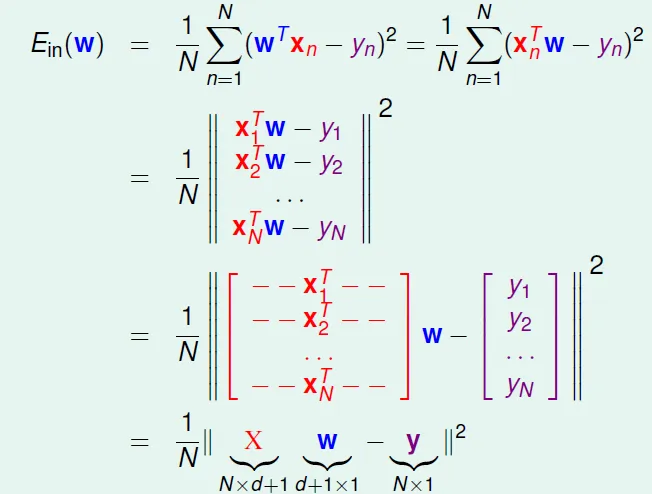 E_in(w) = 1/N ∑_{n=1}^{N} (w^T x_n − y_n)^2 = 1/N ∑_{n=1}^{N} (x_n^T w − y_n)^2
= 1/N ‖ x_1^T w − y_1
x_2^T w − y_2
. . .
x_N^T w − y_N ‖^2
= 1/N ‖ [ − − x_1^T − −
− − x_2^T − −
. . .
− − x_N^T − − ] w − [ y_1
y_2
. . .
y_N ] ‖^2
= 1/N ‖ X w − y ‖^2
N×d+1 d+1×1 N×1